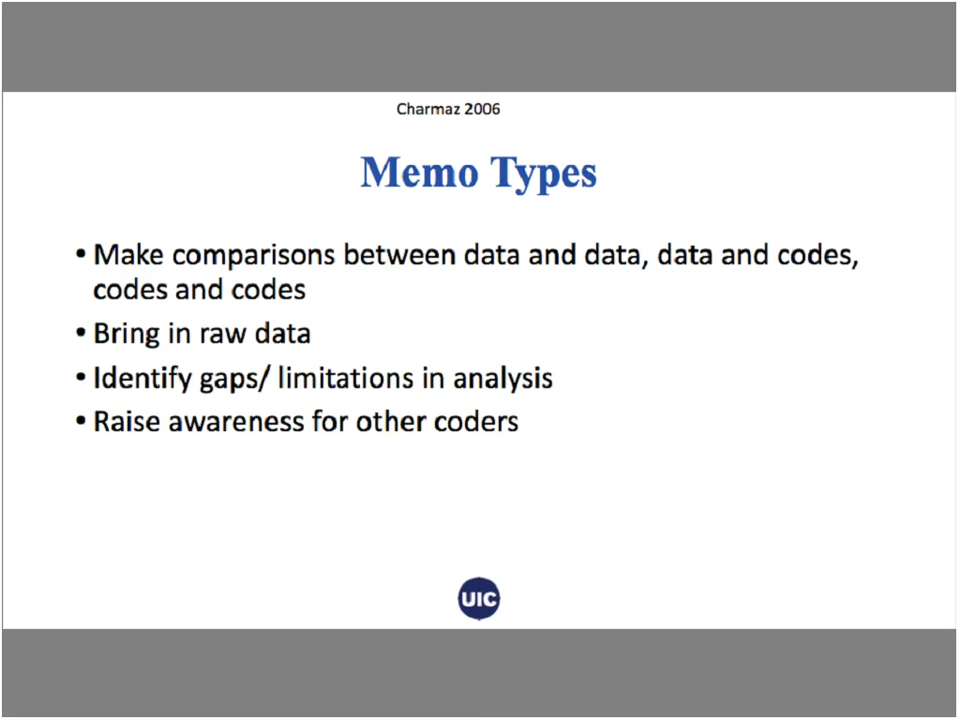 Charmaz 2006
Memo Types
• Make comparisons between data and data, data and codes,
codes and codes
• Bring in raw data
• Identify gaps/ limitations in analysis
• Raise awareness for other coders
UIC